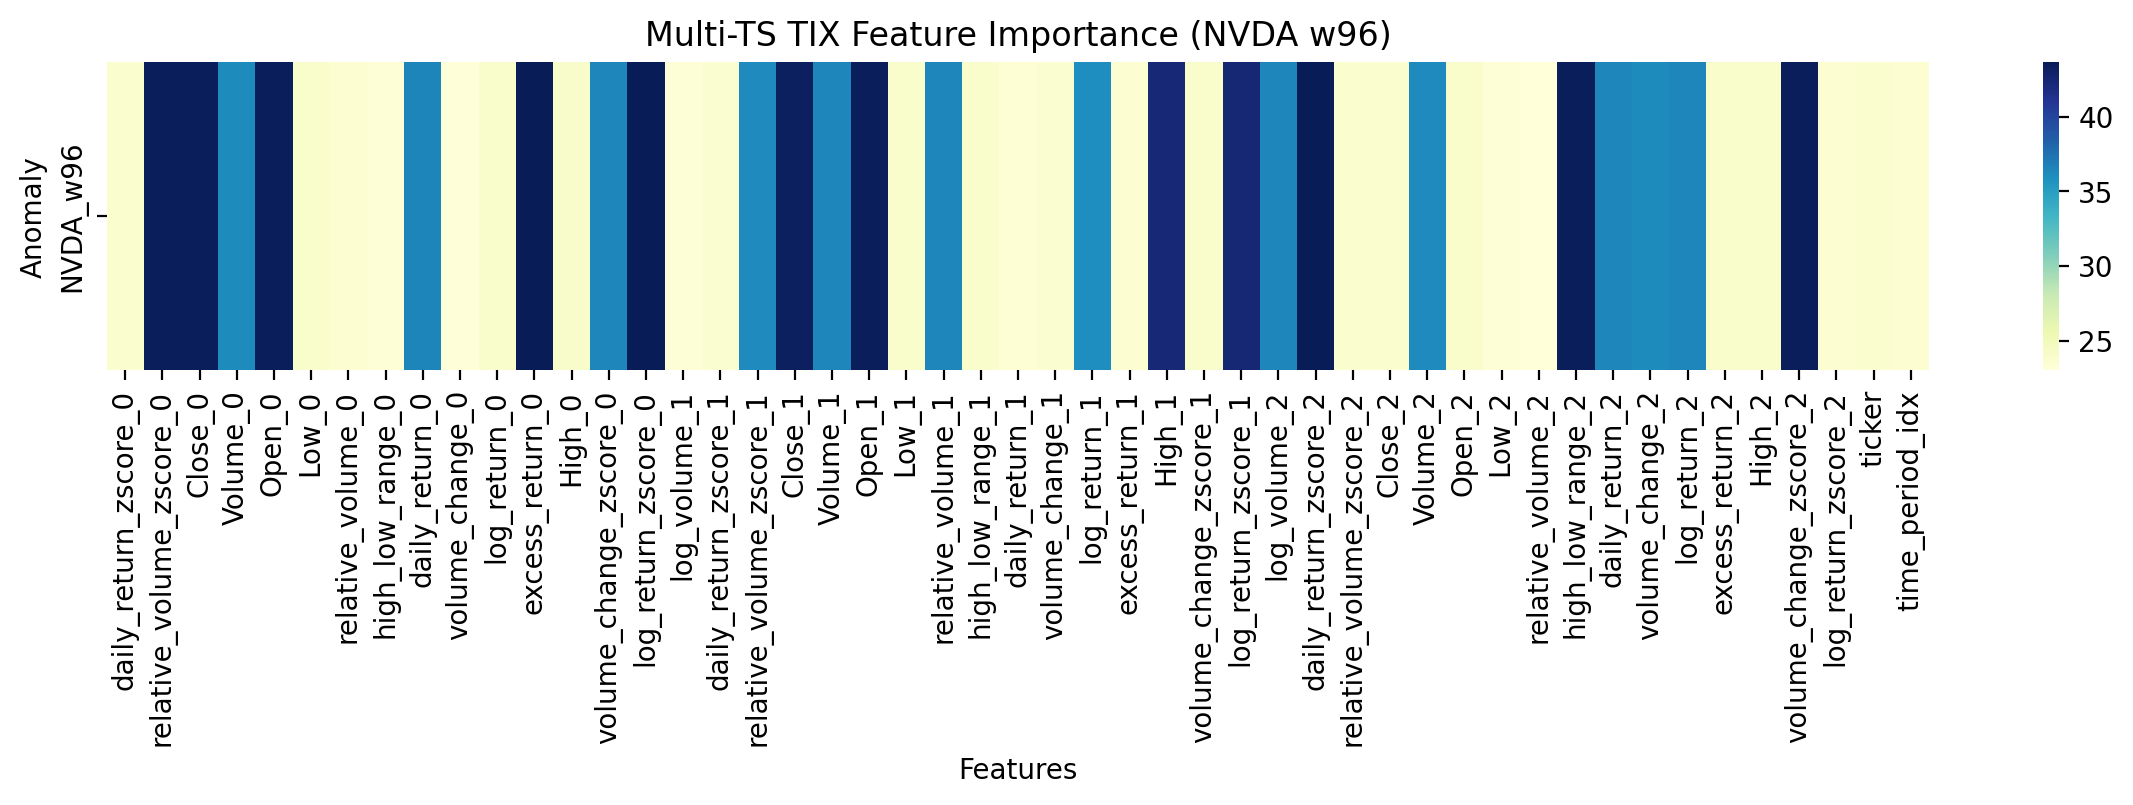 Multi-TS TIX Feature Importance (NVDA w96)
Anomaly
NVDA_w96
40
35
30
25
daily_return_zscore_0
relative_volume_zscore_0
Close_0
Volume_0
Open_0
Low_0
relative_volume_0
high_low_range_0
daily_return_0
volume_change_0
log_return_0
excess_return_0
High_0
volume_change_zscore_0
log_return_zscore_0
log_volume_1
daily_return_zscore_1
relative_volume_zscore_1
Close_1
Volume_1
Open_1
Low_1
relative_volume_1
high_low_range_1
daily_return_1
volume_change_1
log_return_1
excess_return_1
High_1
volume_change_zscore_1
log_return_zscore_1
log_volume_2
daily_return_zscore_2
relative_volume_zscore_2
Close_2
Volume_2
Open_2
Low_2
relative_volume_2
high_low_range_2
daily_return_2
volume_change_2
log_return_2
excess_return_2
High_2
volume_change_zscore_2
log_return_zscore_2
ticker
time_period_idx
Features